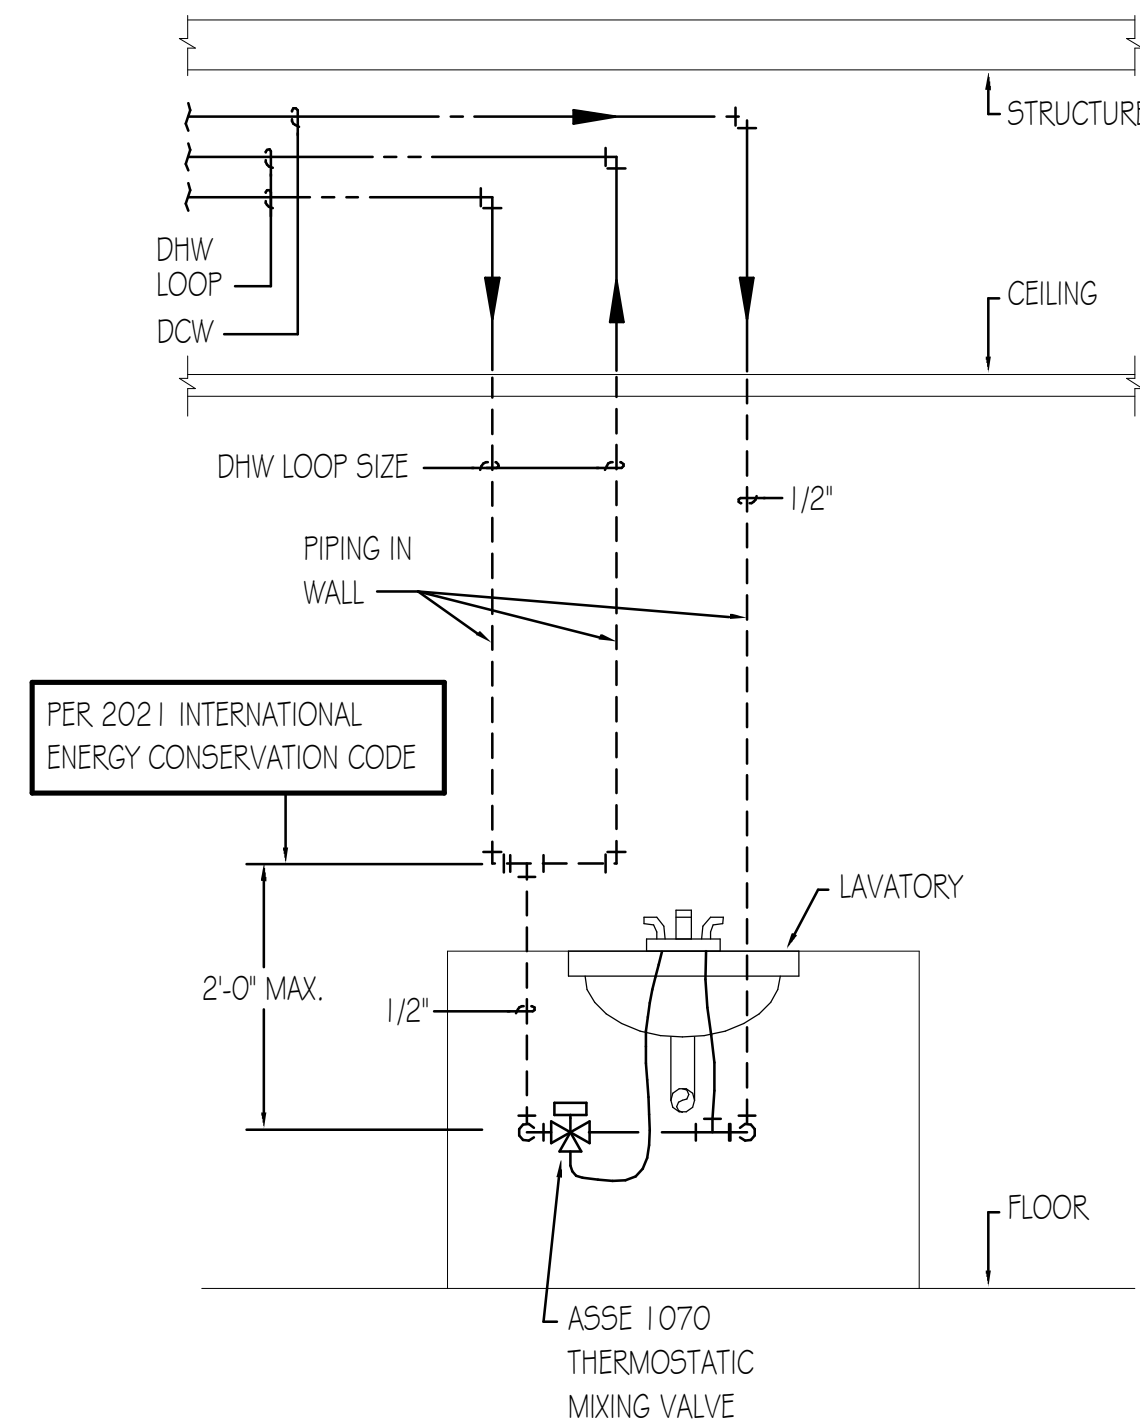 STRUCTURE
DHW
LOOP
DCW
CEILING
DHW LOOP SIZE
1/2"
PIPING IN
WALL
PER 2021 INTERNATIONAL
ENERGY CONSERVATION CODE
LAVATORY
2'-0" MAX.
1/2"
FLOOR
ASSE 1070
THERMOSTATIC
MIXING VALVE